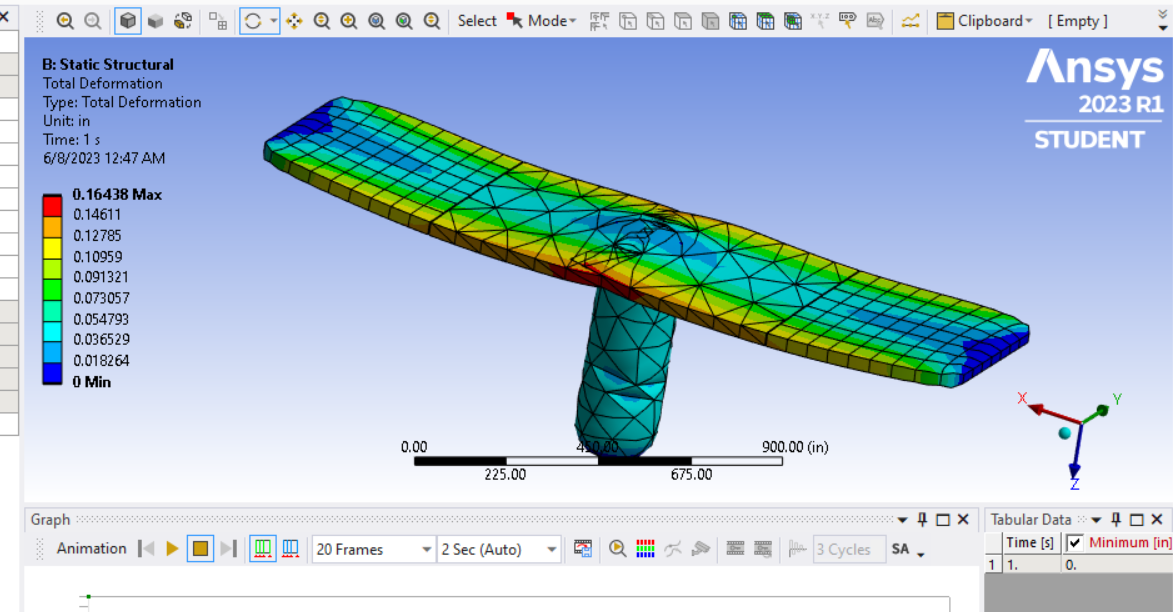 Select Mode Clipboard [ Empty ]
B: Static Structural
Total Deformation
Type: Total Deformation
Unit: in
Time: 1 s
6/8/2023 12:47 AM
Ansys
2023 R1
STUDENT
0.16438 Max
0.14611
0.12785
0.10959
0.091321
0.073057
0.054793
0.036529
0.018264
0 Min
X
Y
Z
0.00 450.00 900.00 (in)
225.00 675.00
Graph
Animation 20 Frames 2 Sec (Auto) 3 Cycles SA
Tabular Data
Time [s] Minimum [in]
1 1. 0.